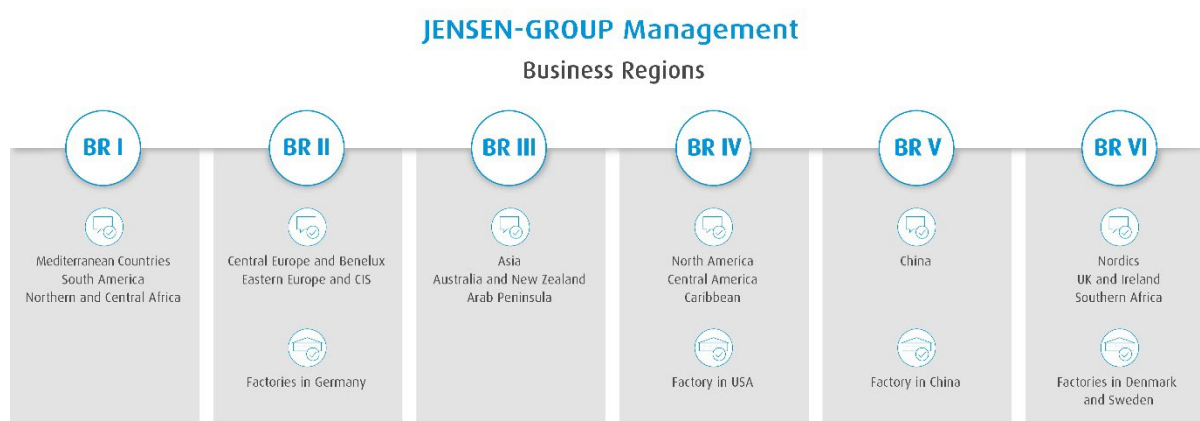 JENSEN-GROUP Management
Business Regions
BR I
Mediterranean Countries
South America
Northern and Central Africa
BR II
Central Europe and Benelux
Eastern Europe and CIS
Factories in Germany
BR III
Asia
Australia and New Zealand
Arab Peninsula
BR IV
North America
Central America
Caribbean
Factory in USA
BR V
China
Factory in China
BR VI
Nordics
UK and Ireland
Southern Africa
Factories in Denmark
and Sweden